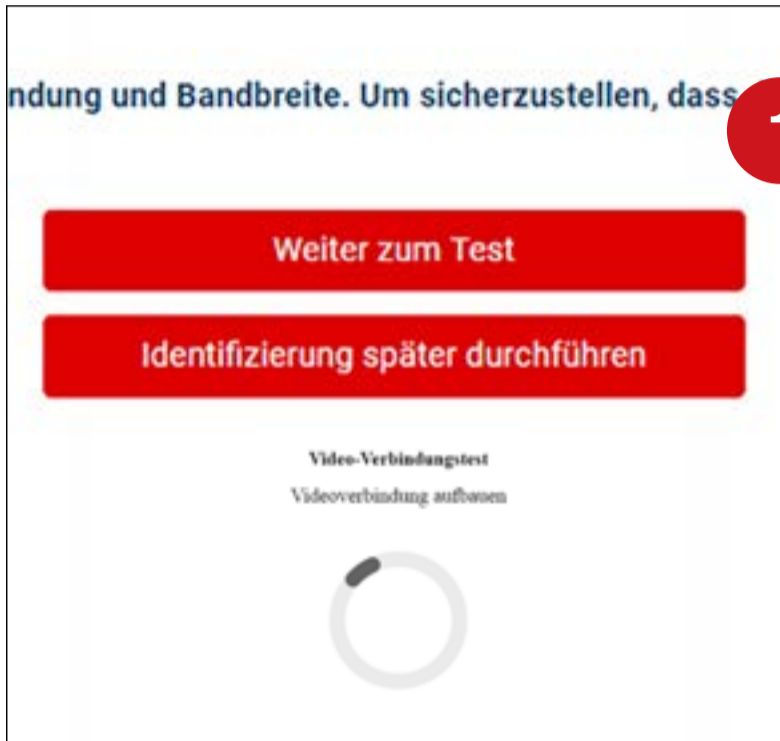 ndung und Bandbreite. Um sicherzustellen, dass
1
Weiter zum Test
Identifizierung später durchführen
Video-Verbindungstest
Videoverbindung aufbauen